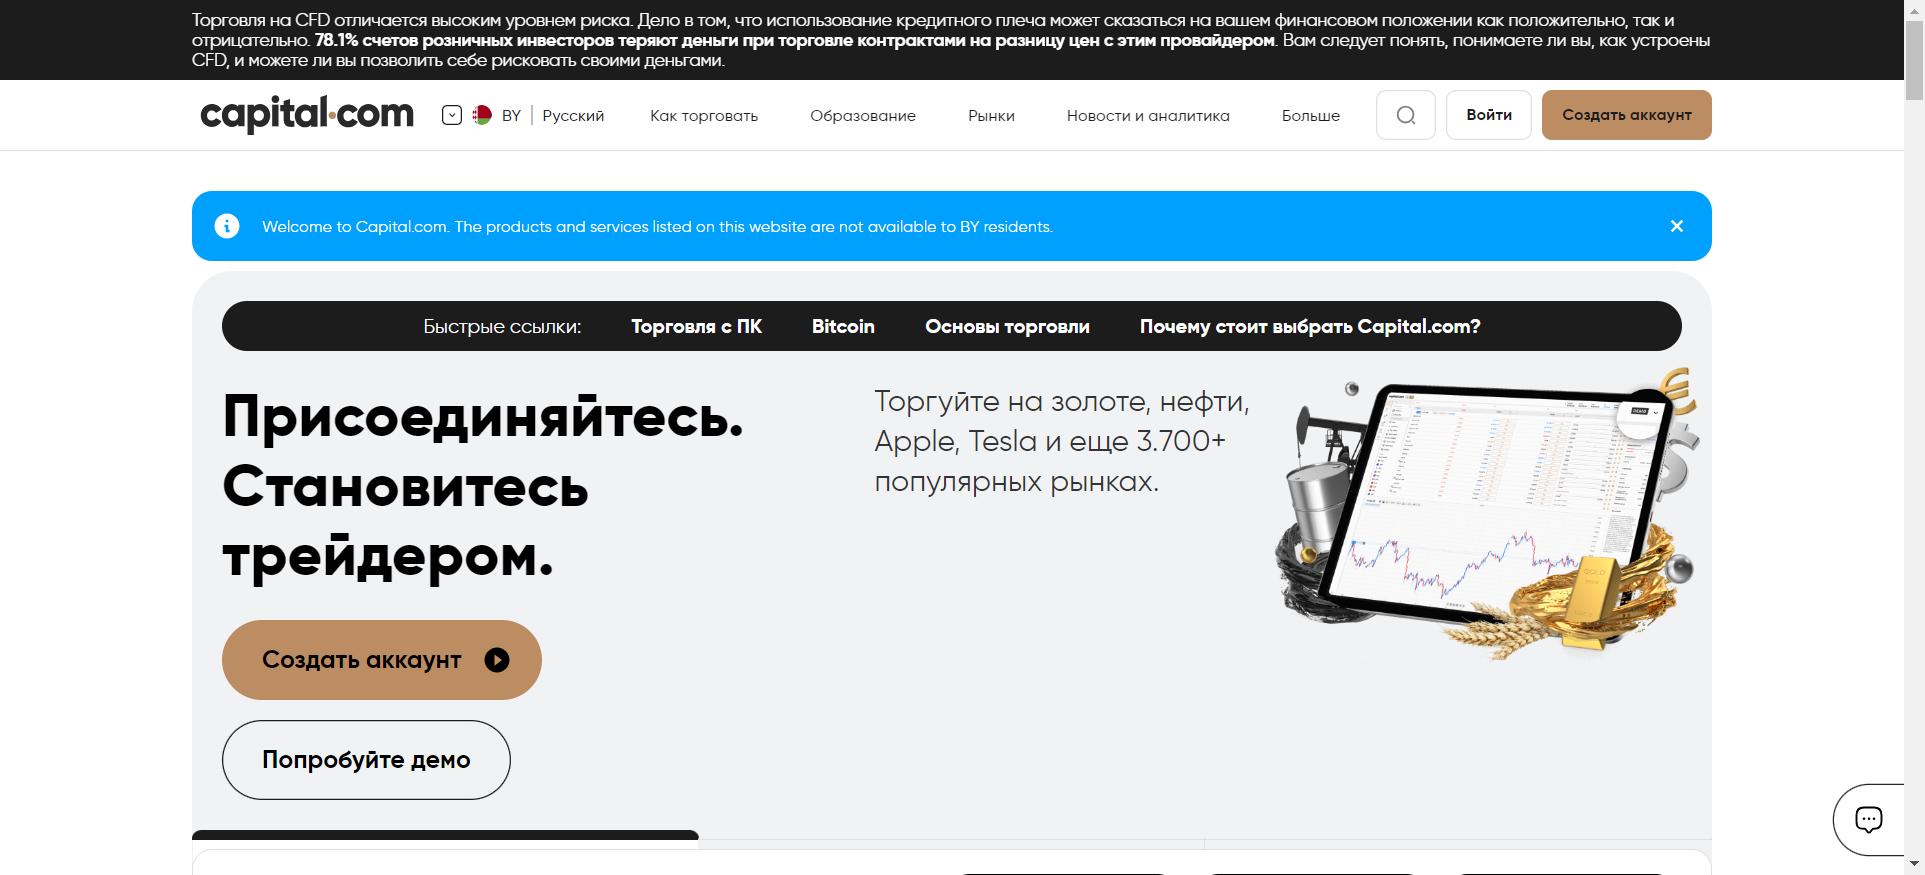 Торговля на CFD отличается высоким уровнем риска. Дело в том, что использование кредитного плеча может сказаться на вашем финансовом положении как положительно, так и
отрицательно. 78.1% счетов розничных инвесторов теряют деньги при торговле контрактами на разницу цен с этим провайдером. Вам следует понять, понимаете ли вы, как устроены
CFD, и можете ли вы позволить себе рисковать своими деньгами.
capital.com BY | Русский Как торговать Образование Рынки Новости и аналитика Больше Войти Создать аккаунт
Welcome to Capital.com. The products and services listed on this website are not available to BY residents.
Быстрые ссылки: Торговля с ПК Bitcoin Основы торговли Почему стоит выбрать Capital.com?
Присоединяйтесь.
Становитесь
трейдером.
Торгуйте на золоте, нефти,
Apple, Tesla и еще 3.700+
популярных рынках.
GOLD
Создать аккаунт
Попробуйте демо